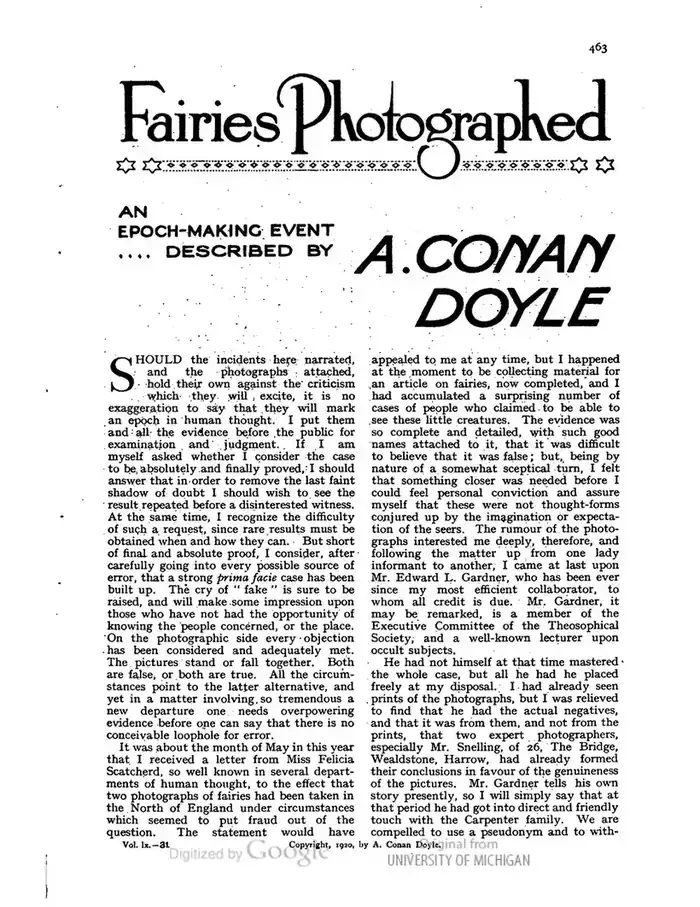 463
Fairies Photographed
AN
EPOCH-MAKING EVENT
.... DESCRIBED BY
A. CONAN
DOYLE
SHOULD the incidents here narrated,
and the photographs attached,
hold their own against the criticism
which they will excite, it is no
exaggeration to say that they will mark
an epoch in human thought. I put them
and all the evidence before the public for
examination and judgment. If I am
myself asked whether I consider the case
to be absolutely and finally proved, I should
answer that in order to remove the last faint
shadow of doubt I should wish to see the
result repeated before a disinterested witness.
At the same time, I recognize the difficulty
of such a request, since rare results must be
obtained when and how they can. But short
of final and absolute proof, I consider, after
carefully going into every possible source of
error, that a strong prima facie case has been
built up. The cry of " fake " is sure to be
raised, and will make some impression upon
those who have not had the opportunity of
knowing the people concerned, or the place.
On the photographic side every objection
has been considered and adequately met.
The pictures stand or fall together. Both
are false, or both are true. All the circum-
stances point to the latter alternative, and
yet in a matter involving so tremendous a
new departure one needs overpowering
evidence before one can say that there is no
conceivable loophole for error.
It was about the month of May in this year
that I received a letter from Miss Felicia
Scatcherd, so well known in several depart-
ments of human thought, to the effect that
two photographs of fairies had been taken in
the North of England under circumstances
which seemed to put fraud out of the
question. The statement would have
appealed to me at any time, but I happened
at the moment to be collecting material for
an article on fairies, now completed, and I
had accumulated a surprising number of
cases of people who claimed to be able to
see these little creatures. The evidence was
so complete and detailed, with such good
names attached to it, that it was difficult
to believe that it was false; but, being by
nature of a somewhat sceptical turn, I felt
that something closer was needed before I
could feel personal conviction and assure
myself that these were not thought-forms
conjured up by the imagination or expecta-
tion of the seers. The rumour of the photo-
graphs interested me deeply, therefore, and
following the matter up from one lady
informant to another, I came at last upon
Mr. Edward L. Gardner, who has been ever
since my most efficient collaborator, to
whom all credit is due. Mr. Gardner, it
may be remarked, is a member of the
Executive Committee of the Theosophical
Society, and a well-known lecturer upon
occult subjects.
He had not himself at that time mastered
the whole case, but all he had he placed
freely at my disposal. I had already seen
prints of the photographs, but I was relieved
to find that he had the actual negatives,
and that it was from them, and not from the
prints, that two expert photographers,
especially Mr. Snelling, of 26, The Bridge,
Wealdstone, Harrow, had already formed
their conclusions in favour of the genuineness
of the pictures. Mr. Gardner tells his own
story presently, so I will simply say that at
that period he had got into direct and friendly
touch with the Carpenter family. We are
compelled to use a pseudonym and to with-
Vol. lx.—31
Copyright, 1920, by A. Conan Doyle.
Digitized by Google
Original from
UNIVERSITY OF MICHIGAN